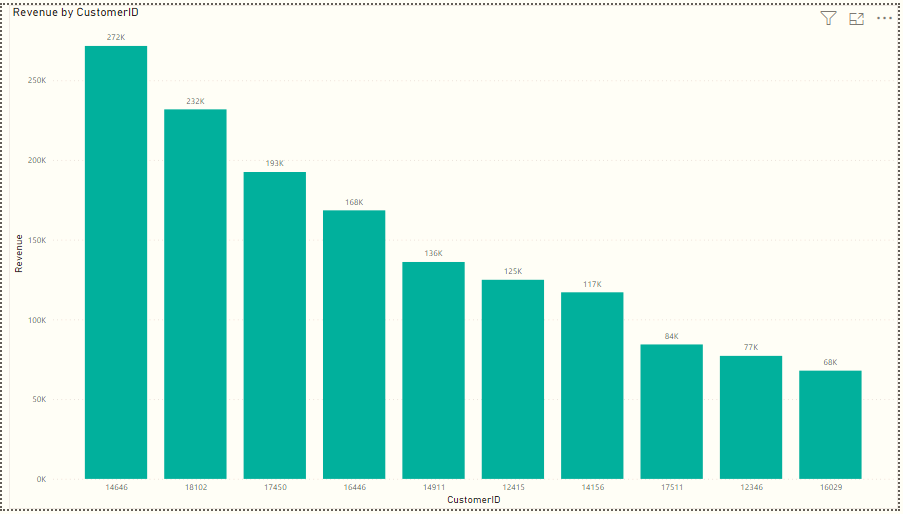 Revenue by CustomerID
272K
232K
193K
168K
136K
125K
117K
84K
77K
68K
250K
200K
150K
100K
50K
0K
Revenue
14646 18102 17450 16446 14911 12415 14156 17511 12346 16029
CustomerID